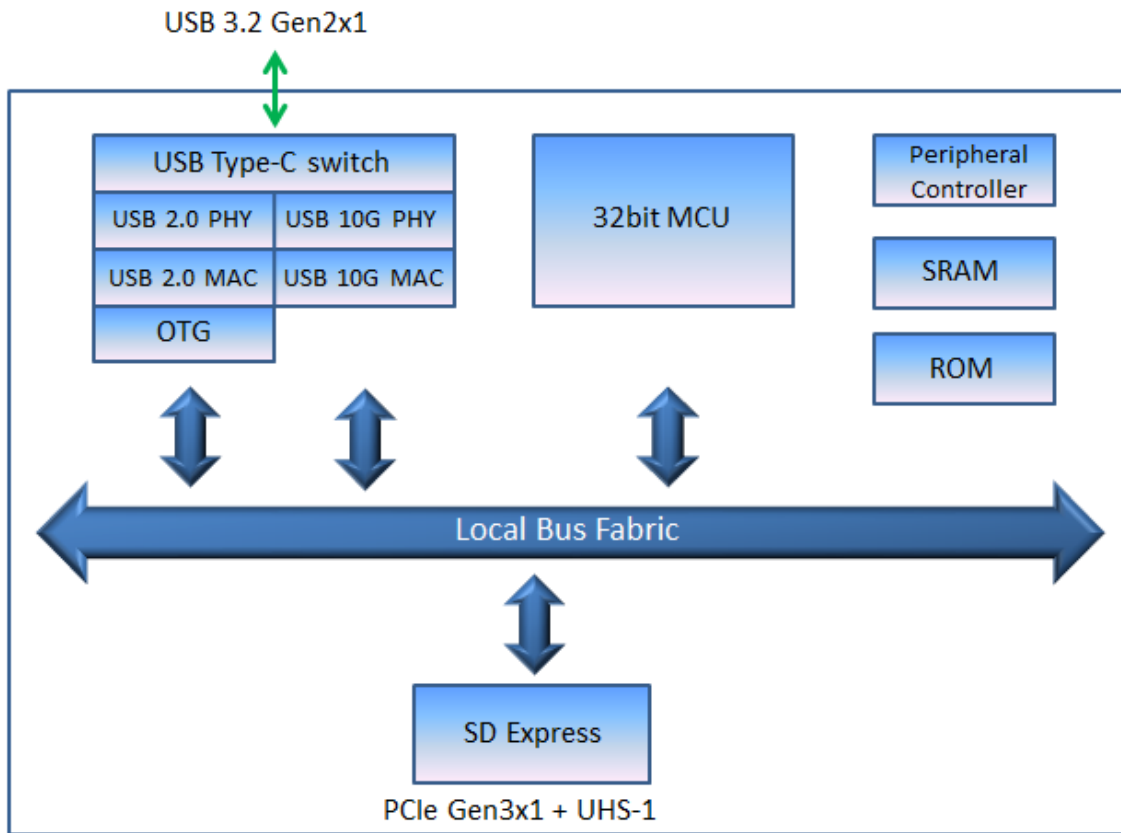 USB 3.2 Gen2x1
USB Type-C switch
USB 2.0 PHY
USB 10G PHY
USB 2.0 MAC
USB 10G MAC
OTG
32bit MCU
Peripheral
Controller
SRAM
ROM
Local Bus Fabric
SD Express
PCIe Gen3x1 + UHS-1